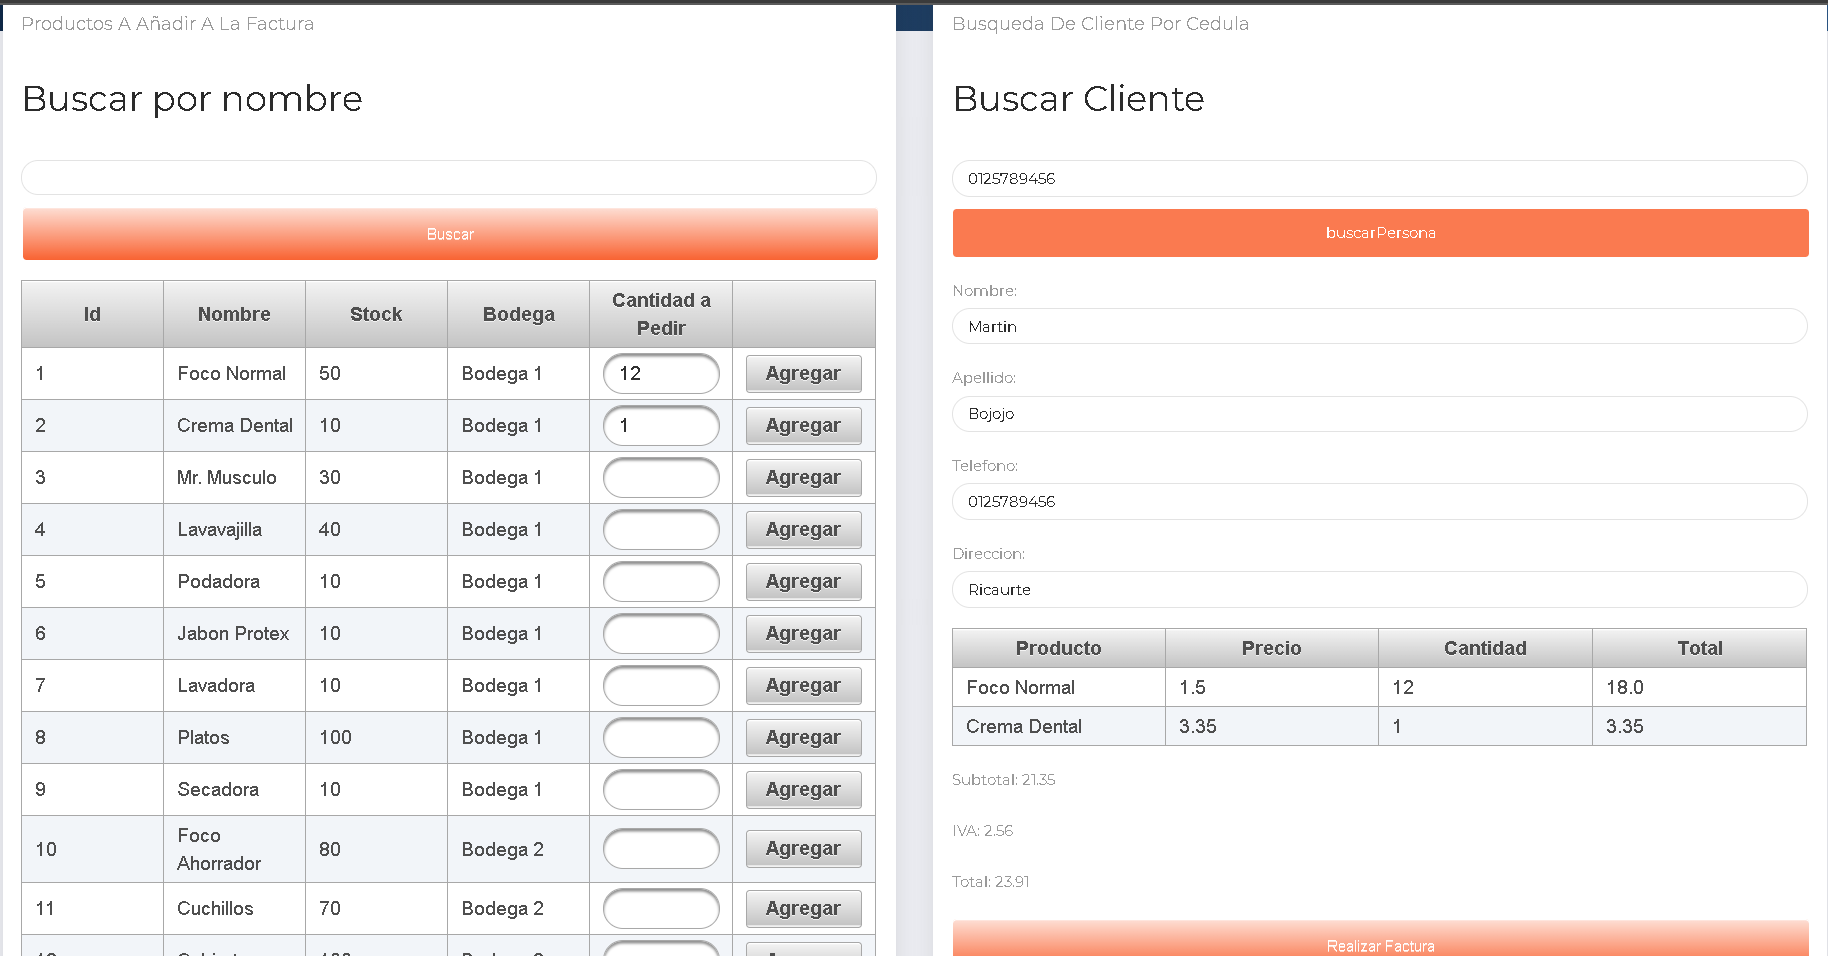 Productos A Añadir A La Factura
Buscar por nombre
Buscar
Id Nombre Stock Bodega Cantidad a Pedir
1 Foco Normal 50 Bodega 1 12 Agregar
2 Crema Dental 10 Bodega 1 1 Agregar
3 Mr. Musculo 30 Bodega 1 Agregar
4 Lavavajilla 40 Bodega 1 Agregar
5 Podadora 10 Bodega 1 Agregar
6 Jabon Protex 10 Bodega 1 Agregar
7 Lavadora 10 Bodega 1 Agregar
8 Platos 100 Bodega 1 Agregar
9 Secadora 10 Bodega 1 Agregar
10 Foco Ahorrador 80 Bodega 2 Agregar
11 Cuchillos 70 Bodega 2 Agregar
Busqueda De Cliente Por Cedula
Buscar Cliente
0125789456
buscarPersona
Nombre:
Martin
Apellido:
Bojojo
Telefono:
0125789456
Direccion:
Ricaurte
Producto Precio Cantidad Total
Foco Normal 1.5 12 18.0
Crema Dental 3.35 1 3.35
Subtotal: 21.35
IVA: 2.56
Total: 23.91
Realizar Factura